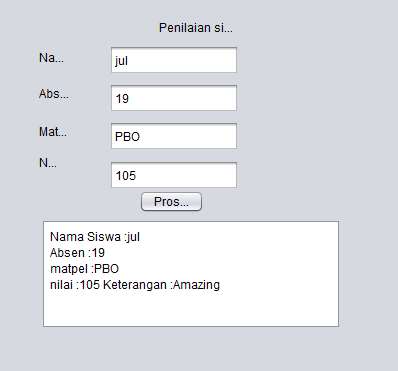 Penilaian si...
Na... jul
Abs... 19
Mat... PBO
N... 105
Pros...
Nama Siswa :jul
Absen :19
matpel :PBO
nilai :105 Keterangan :Amazing